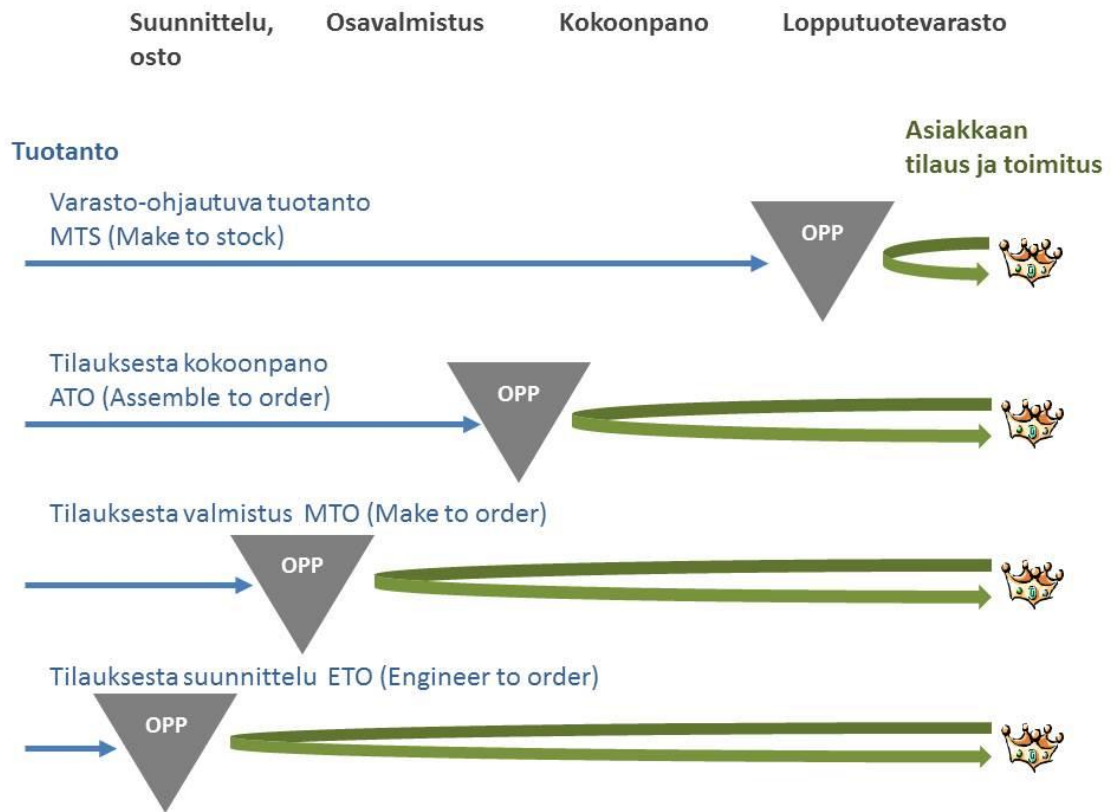 Suunnittelu, Osavalmistus Kokoonpano Lopputuotevarasto
osto
Asiakkaan
tilaus ja toimitus
Tuotanto
Varasto-ohjautuva tuotanto
MTS (Make to stock)
OPP
Tilauksesta kokoonpano
ATO (Assemble to order)
OPP
Tilauksesta valmistus MTO (Make to order)
OPP
Tilauksesta suunnittelu ETO (Engineer to order)
OPP